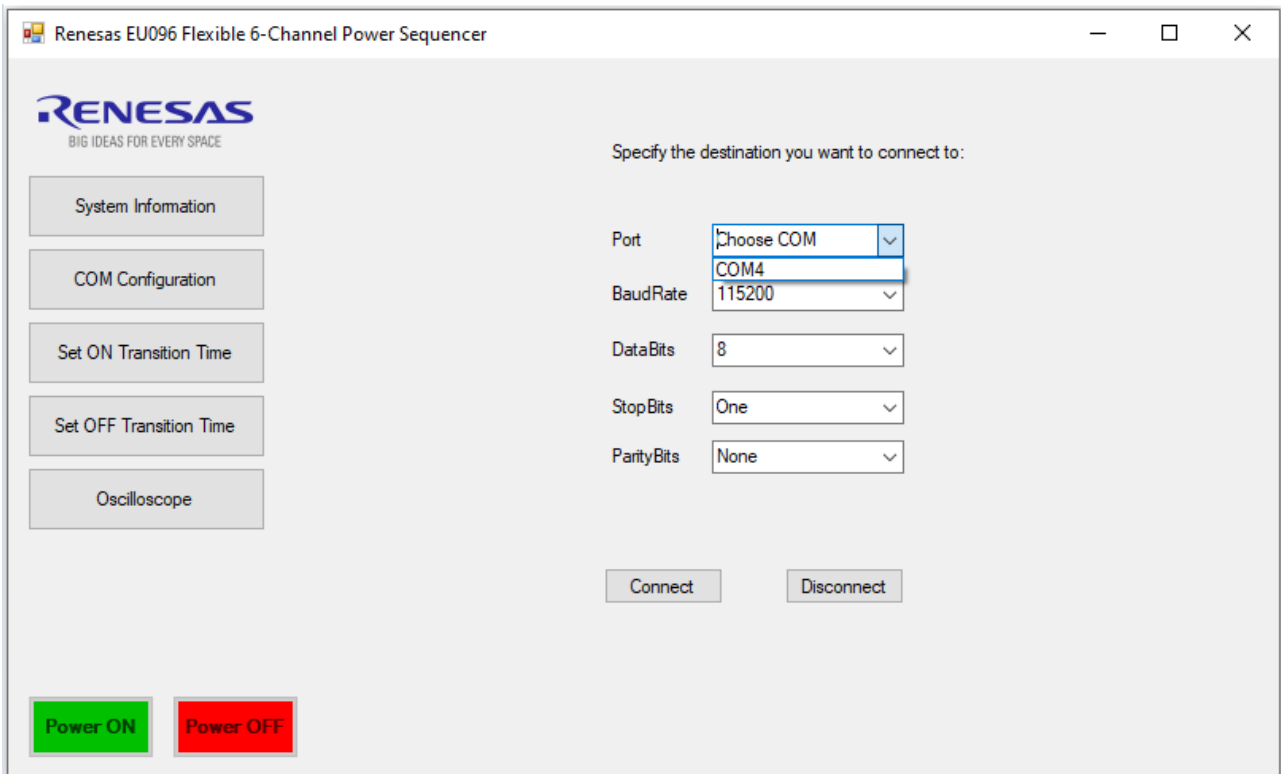 Renesas EU096 Flexible 6-Channel Power Sequencer
RENESAS
BIG IDEAS FOR EVERY SPACE
System Information
COM Configuration
Set ON Transition Time
Set OFF Transition Time
Oscilloscope
Power ON
Power OFF
Specify the destination you want to connect to:
Port
Choose COM
COM4
BaudRate
115200
DataBits
8
StopBits
One
ParityBits
None
Connect
Disconnect